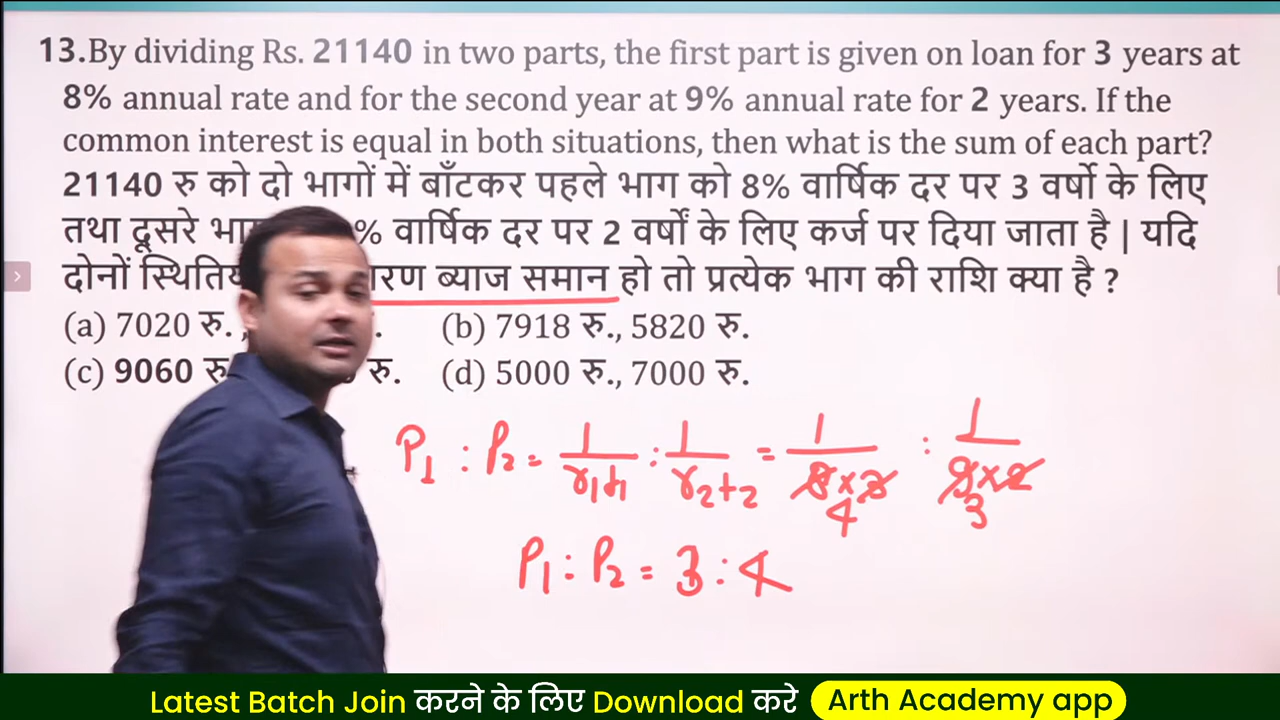 13.By dividing Rs. 21140 in two parts, the first part is given on loan for 3 years at
8% annual rate and for the second year at 9% annual rate for 2 years. If the
common interest is equal in both situations, then what is the sum of each part?
21140 रु को दो भागों में बाँटकर पहले भाग को 8% वार्षिक दर पर 3 वर्षो के लिए
तथा दूसरे % वार्षिक दर पर 2 वर्षों के लिए कर्ज पर दिया जाता है | यदि
दोनों ब्याज समान हो तो प्रत्येक भाग की राशि क्या है ?
(a) 7020 रु., . (b) 7918 रु., 5820 रु.
(c) 9060 रु. (d) 5000 रु., 7000 रु.
P1 : P2 = 1/r1t1 : 1/r2t2 = 1/8×3 : 1/9×2
4 3
P1 : P2 = 3 : 4
Latest Batch Join करने के लिए Download करे Arth Academy app